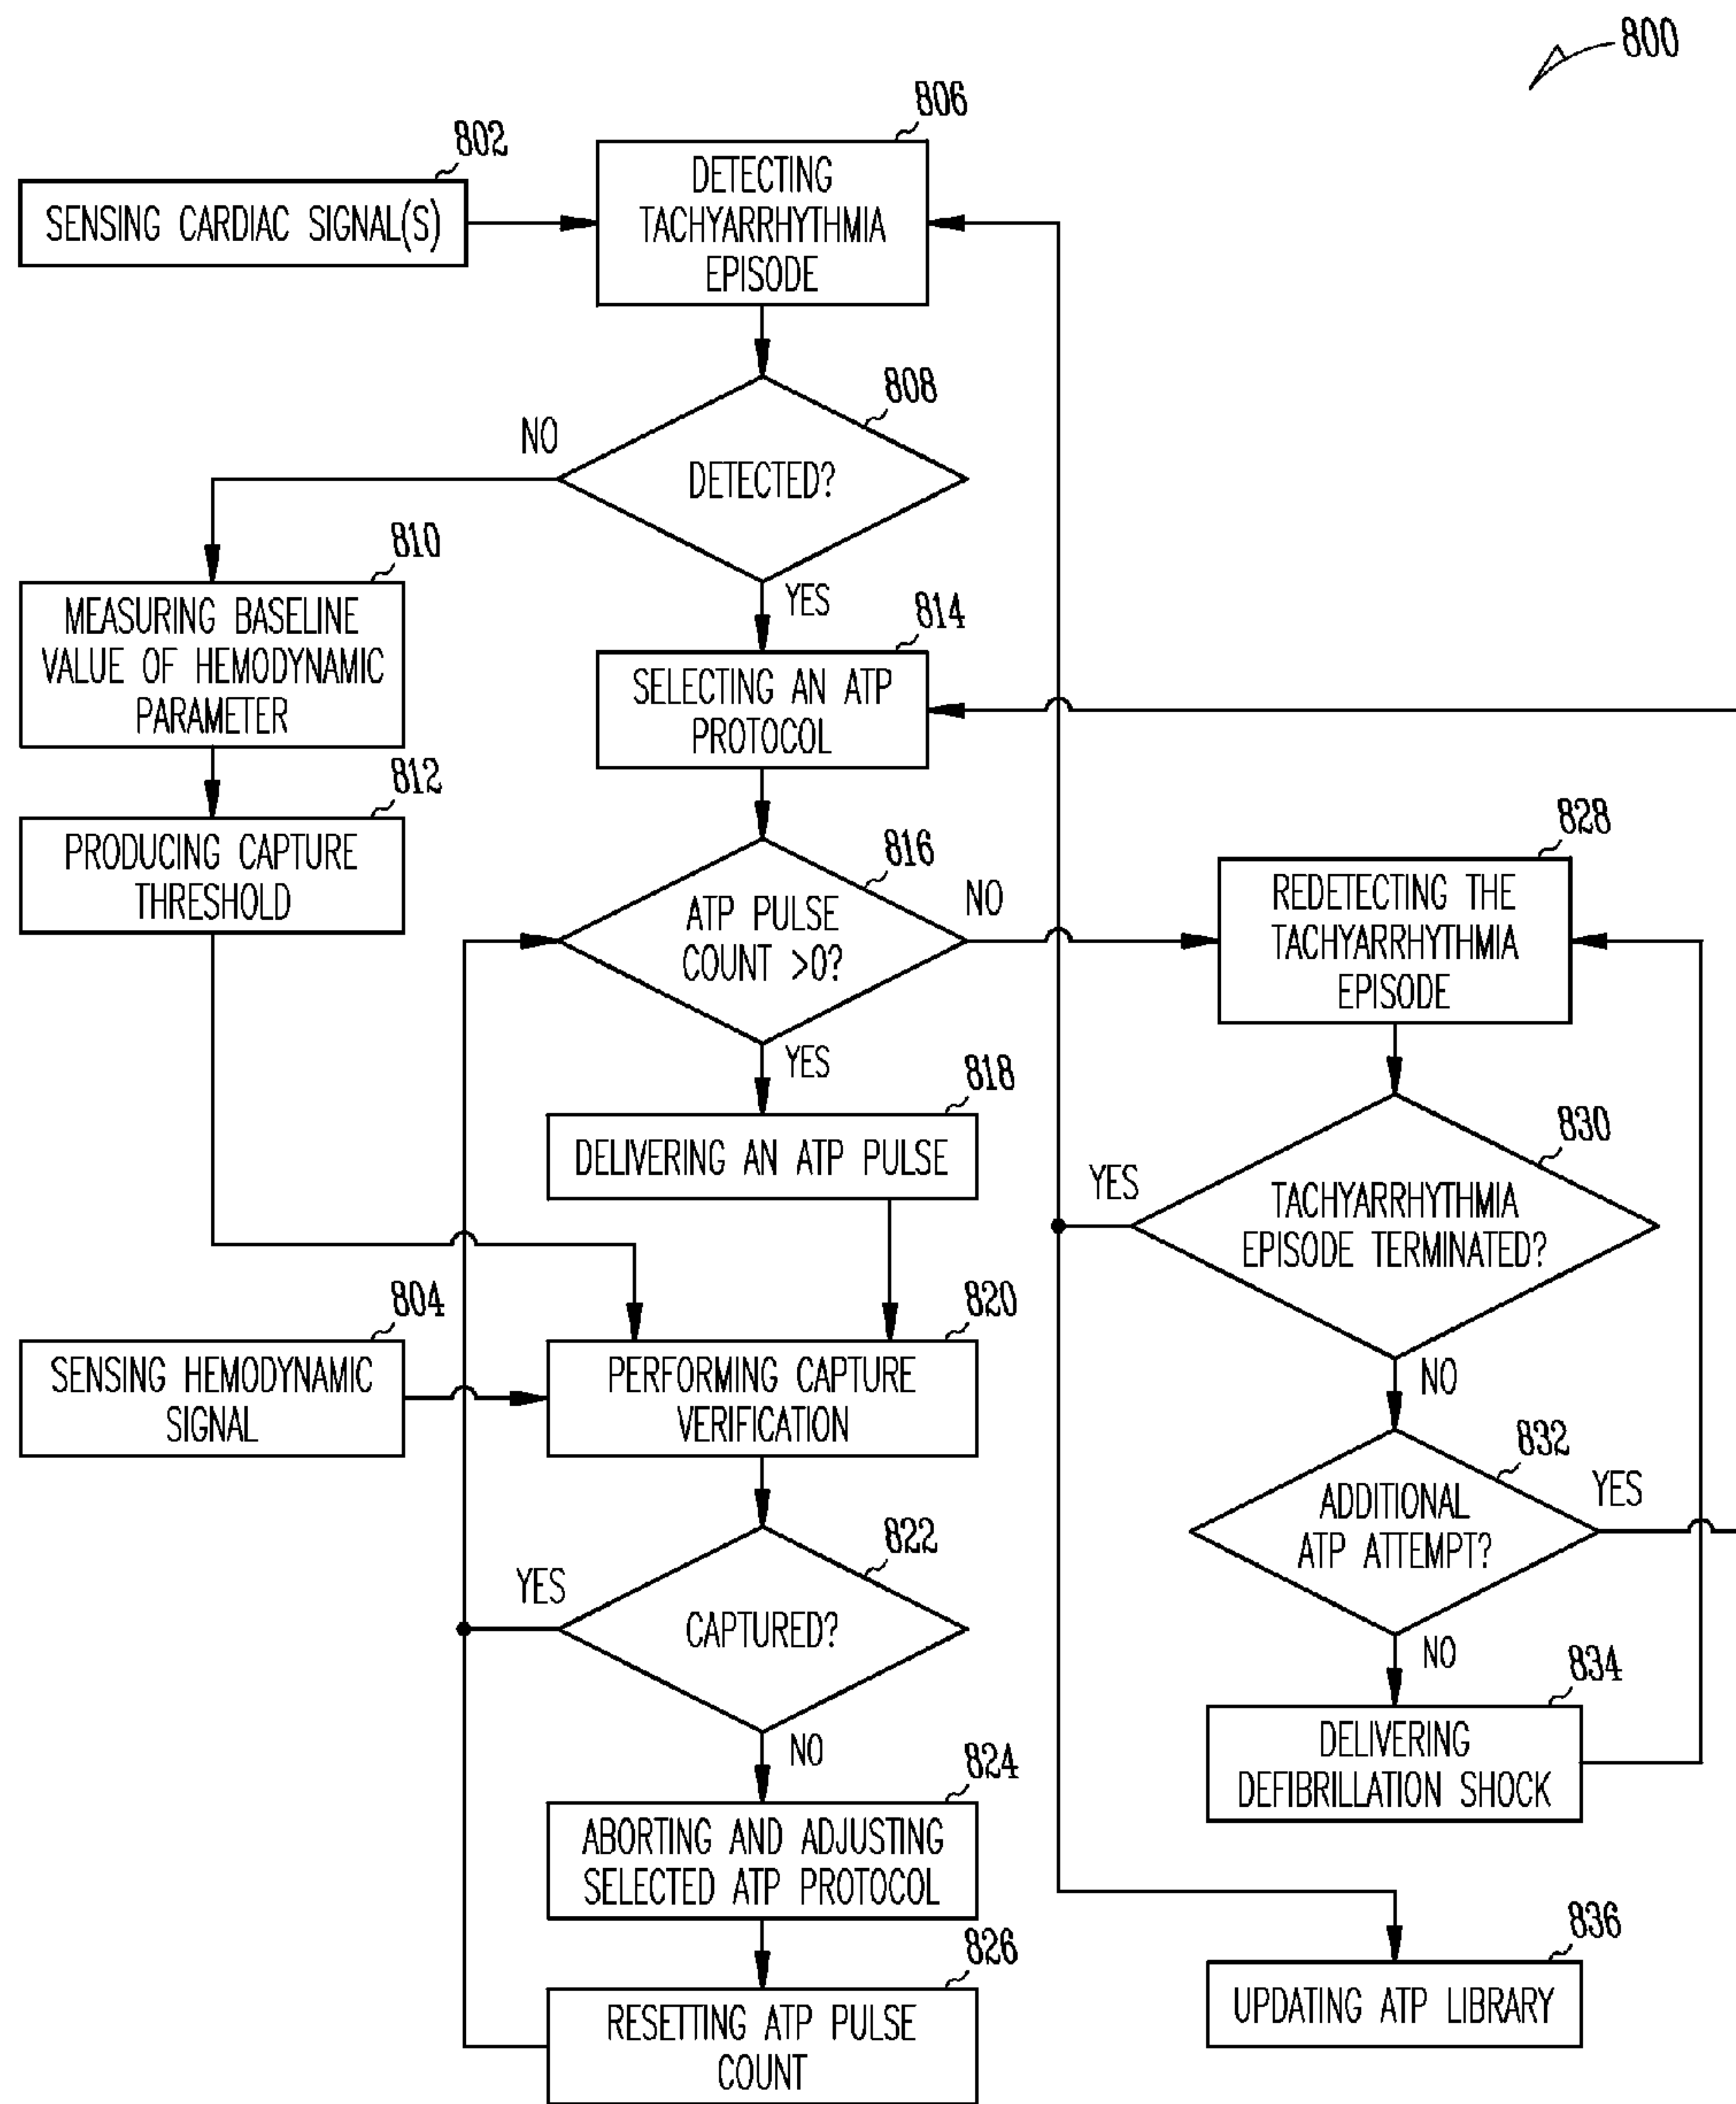 800
802
SENSING CARDIAC SIGNAL(S)
806
DETECTING
TACHYARRHYTHMIA
EPISODE
808
DETECTED?
NO
YES
810
MEASURING BASELINE
VALUE OF HEMODYNAMIC
PARAMETER
812
PRODUCING CAPTURE
THRESHOLD
814
SELECTING AN ATP
PROTOCOL
816
ATP PULSE
COUNT >0?
NO
YES
818
DELIVERING AN ATP PULSE
804
SENSING HEMODYNAMIC
SIGNAL
820
PERFORMING CAPTURE
VERIFICATION
822
CAPTURED?
YES
NO
824
ABORTING AND ADJUSTING
SELECTED ATP PROTOCOL
826
RESETTING ATP PULSE
COUNT
828
REDETECTING THE
TACHYARRHYTHMIA
EPISODE
830
TACHYARRHYTHMIA
EPISODE TERMINATED?
YES
NO
832
ADDITIONAL
ATP ATTEMPT?
YES
NO
834
DELIVERING
DEFIBRILLATION SHOCK
836
UPDATING ATP LIBRARY